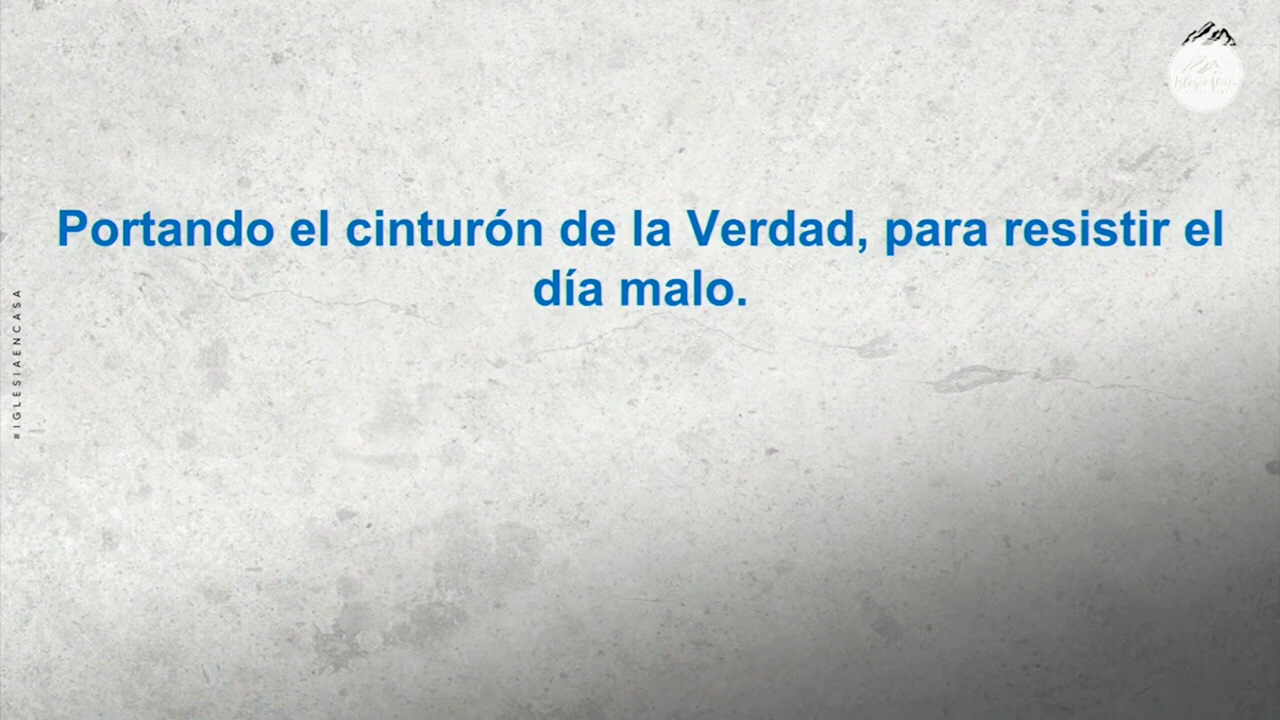 Portando el cinturón de la Verdad, para resistir el
día malo.
#IGLESIAENCASA